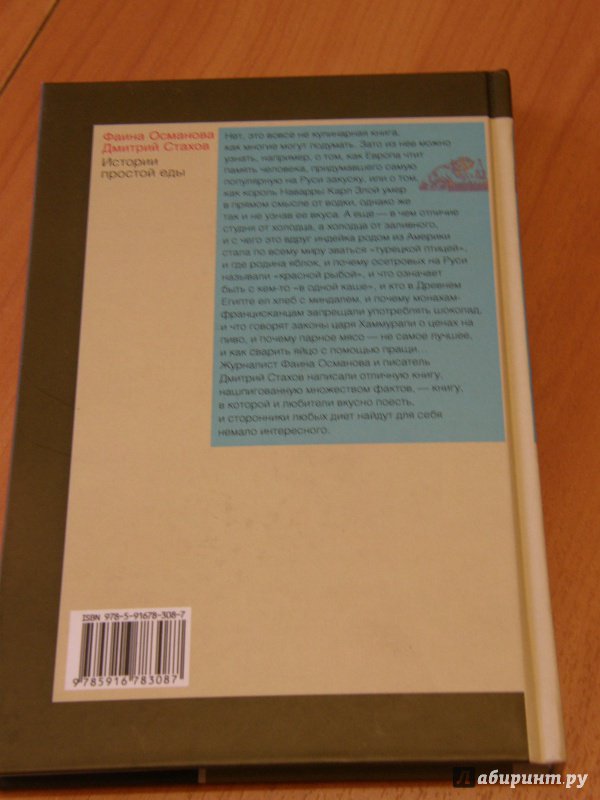 Фаина Османова
Дмитрий Стахов
Истории
простой еды
Нет, это вовсе не кулинарная книга,
как многие могут подумать. Зато из нее можно
узнать, например, о том, как Европа чтит
память человека, придумавшего самую
популярную на Руси закуску, или о том,
как король Наварры Карл Злой умер
в прямом смысле от водки, однако же
так и не узнав ее вкуса. А еще — в чем отличие
студня от холодца, а холодца от заливного,
и с чего это вдруг индейка родом из Америки
стала по всему миру зваться «турецкой птицей»,
и где родина яблок, и почему осетровых на Руси
называли «красной рыбой», и что означает
быть с кем-то «в одной каше», и кто в Древнем
Египте ел хлеб с миндалем, и почему монахам-
францисканцам запрещали употреблять шоколад,
и что говорят законы царя Хаммурапи о ценах на
пиво, и почему парное мясо — не самое лучшее,
и как сварить яйцо с помощью пращи...
Журналист Фаина Османова и писатель
Дмитрий Стахов написали отличную книгу,
нашпигованную множеством фактов, — книгу,
в которой и любители вкусно поесть,
и сторонники любых диет найдут для себя
немало интересного.
ISBN 978-5-91678-308-7
9 785916 783087
Лабиринт.ру